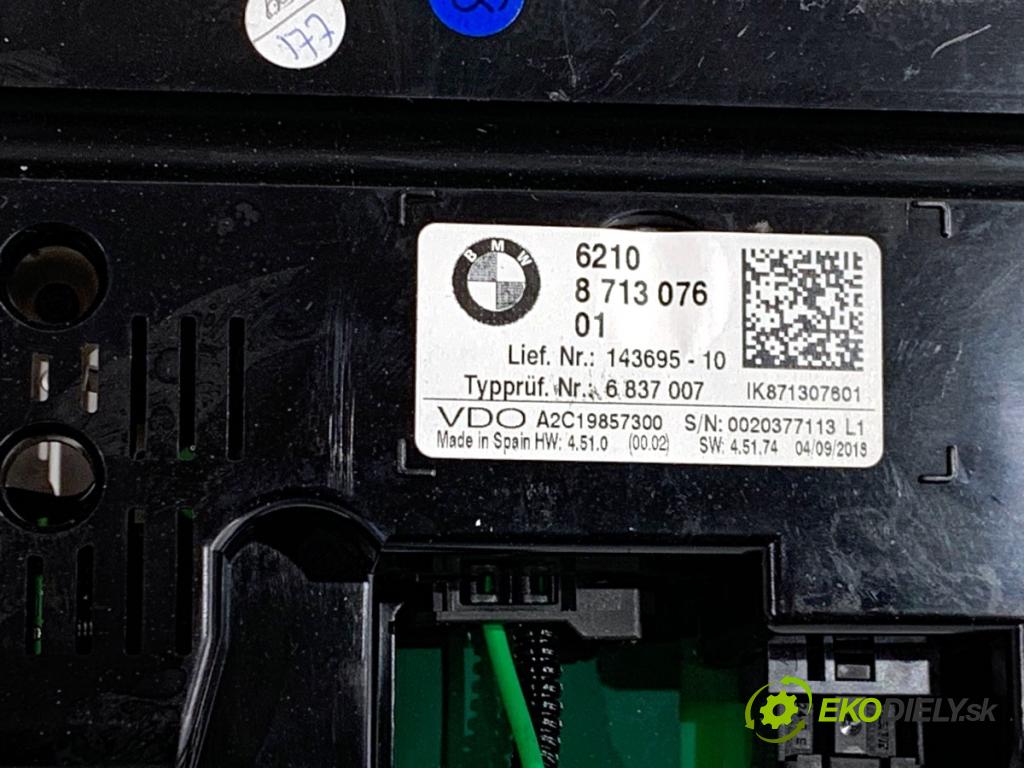 177
BMW
6210
8 713 076
01
Lief. Nr.: 143695 - 10
Typprüf. Nr.: 6 837 007
IK871307601
VDO A2C19857300 S/N: 0020377113 L1
Made in Spain HW: 4.51.0 (00.02) SW: 4.51.74 04/09/2018
EKODIELY.sk